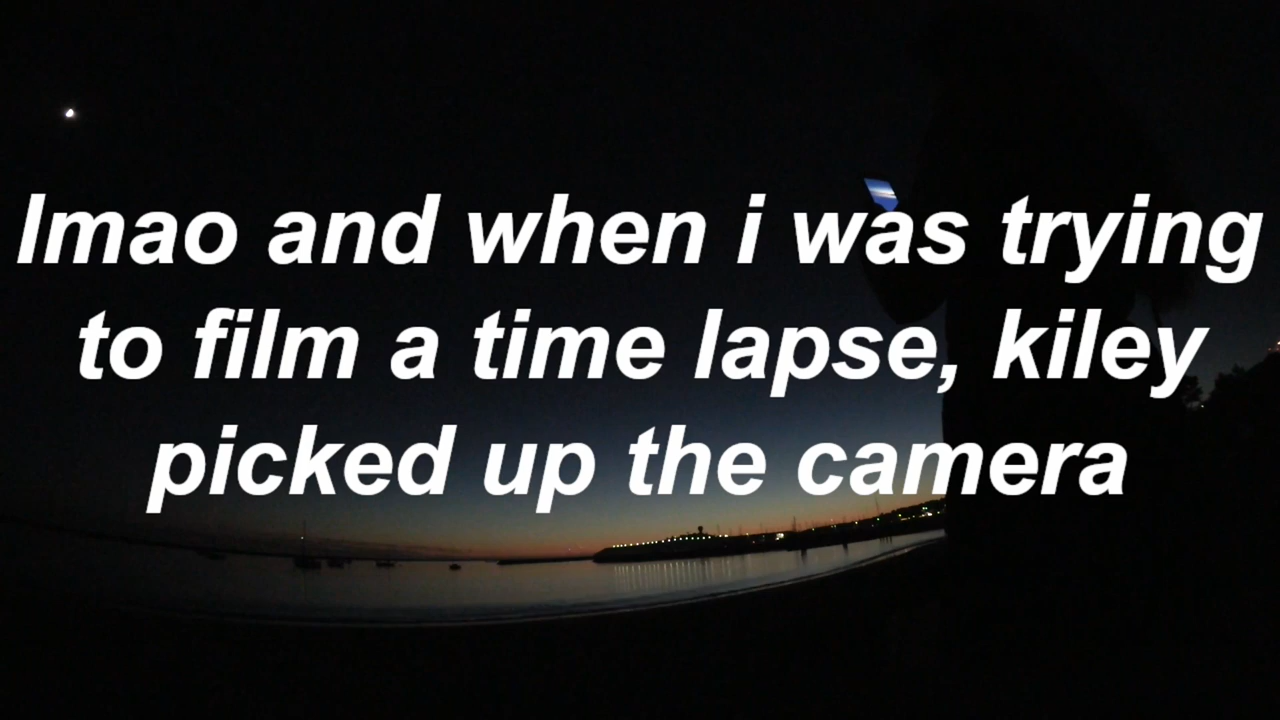 lmao and when i was trying
to film a time lapse, kiley
picked up the camera